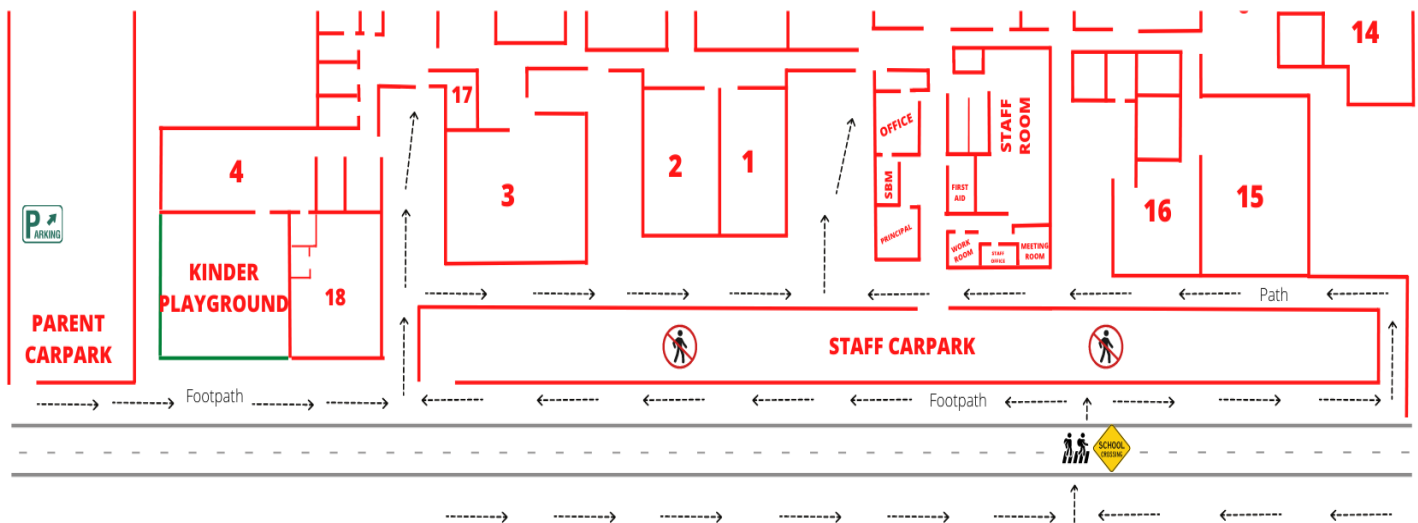 14
17
OFFICE
STAFF
ROOM
4
2
1
3
SBM
FIRST
AID
16
15
PARKING
PRINCIPAL
WORK
ROOM
STAFF
OFFICE
MEETING
ROOM
KINDER
PLAYGROUND
18
Path
PARENT
CARPARK
STAFF CARPARK
Footpath
Footpath
SCHOOL
CROSSING